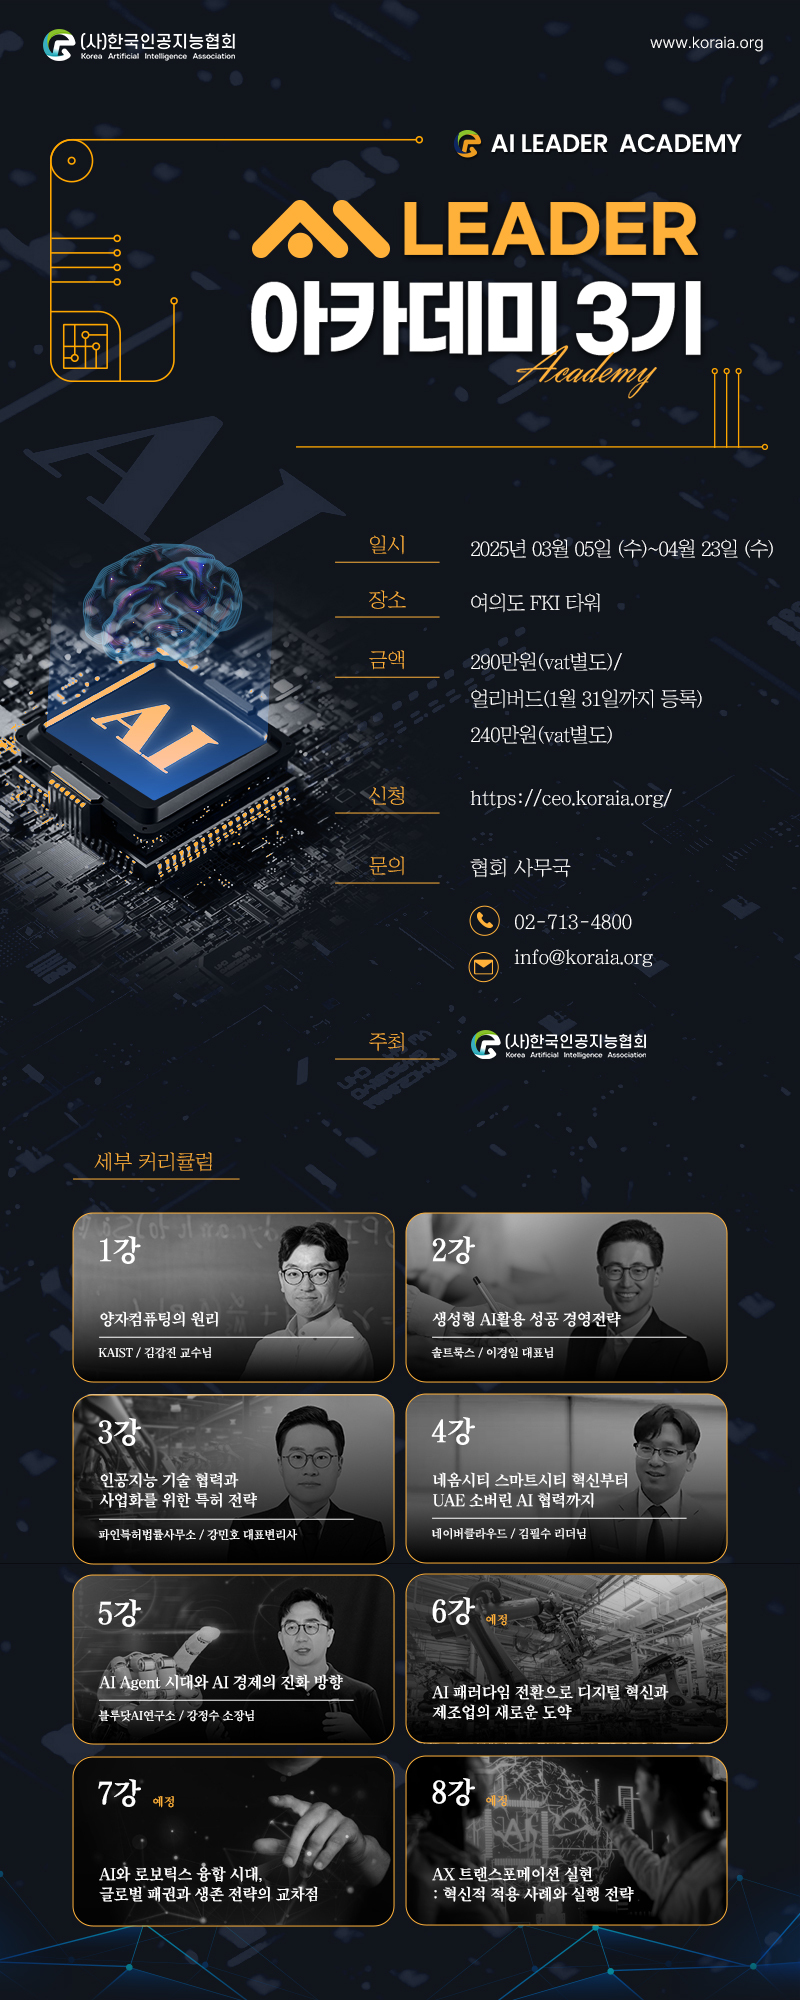 (사)한국인공지능협회
Korea Artificial Intelligence Association
www.koraia.org
AI LEADER ACADEMY
AI LEADER
아카데미 3기
Academy
AI
일시
2025년 03월 05일 (수)~04월 23일 (수)
장소
여의도 FKI 타워
금액
290만원(vat별도)/
얼리버드(1월 31일까지 등록)
240만원(vat별도)
AI
신청
https://ceo.koraia.org/
문의
협회 사무국
02-713-4800
info@koraia.org
주최
(사)한국인공지능협회
Korea Artificial Intelligence Association
세부 커리큘럼
1강
양자컴퓨팅의 원리
KAIST / 김갑진 교수님
2강
생성형 AI활용 성공 경영전략
솔트룩스 / 이경일 대표님
3강
인공지능 기술 협력과
사업화를 위한 특허 전략
파인특허법률사무소 / 강민호 대표변리사
4강
네옴시티 스마트시티 혁신부터
UAE 소버린 AI 협력까지
네이버클라우드 / 김필수 리더님
5강
AI Agent 시대와 AI 경제의 진화 방향
블루닷AI연구소 / 강정수 소장님
6강 예정
AI 패러다임 전환으로 디지털 혁신과
제조업의 새로운 도약
7강 예정
AI와 로보틱스 융합 시대,
글로벌 패권과 생존 전략의 교차점
8강 예정
AX 트랜스포메이션 실현
: 혁신적 적용 사례와 실행 전략